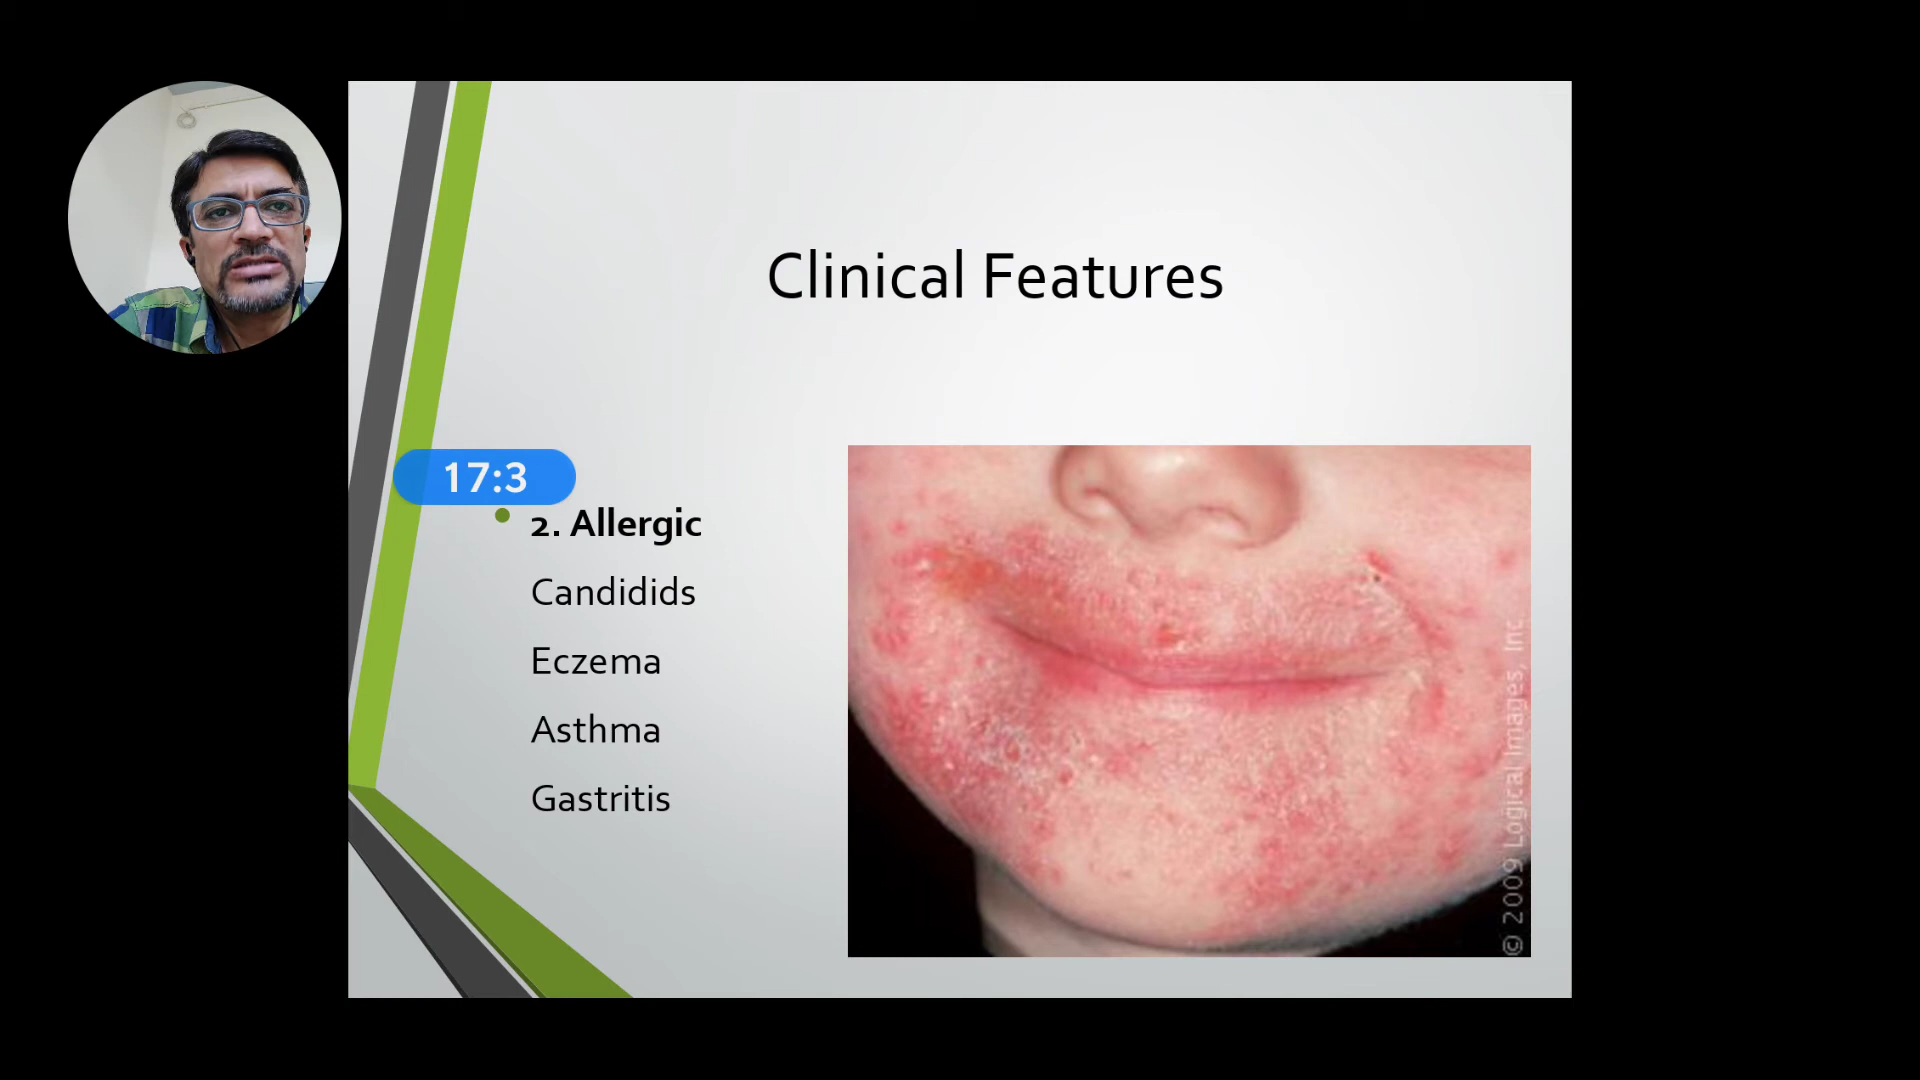 Clinical Features
17:3
2. Allergic
Candidids
Eczema
Asthma
Gastritis
© 2009 Logical Images, Inc